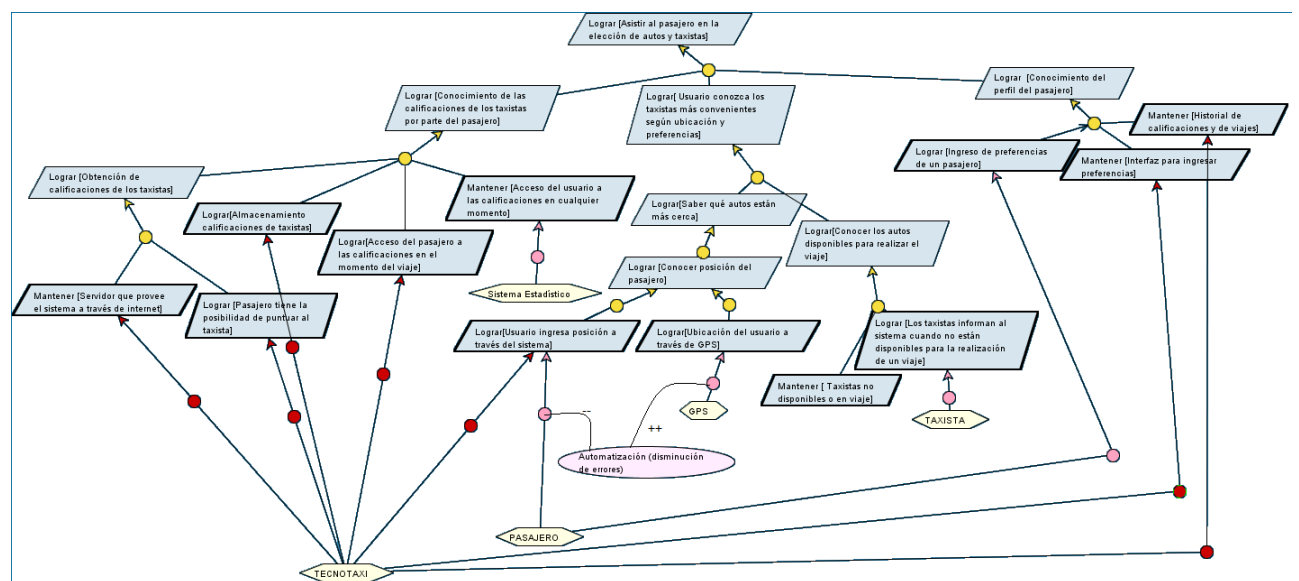 Lograr [Asistir al pasajero en la
elección de autos y taxistas]
Lograr [Conocimiento de las
calificaciones de los taxistas
por parte del pasajero]
Lograr[ Usuario conozca los
taxistas más convenientes
según ubicación y
preferencias]
Lograr [Conocimiento del
perfil del pasajero]
Mantener [Historial de
calificaciones y de viajes]
Lograr [Ingreso de preferencias
de un pasajero]
Mantener [Interfaz para ingresar
preferencias]
Lograr [Obtención de
calificaciones de los taxistas]
Lograr[Almacenamiento
calificaciones de taxistas]
Mantener [Acceso del usuario a
las calificaciones en cualquier
momento]
Lograr[Saber qué autos están
más cerca]
Lograr[Acceso del pasajero a
las calificaciones en el
momento del viaje]
Lograr[Conocer los autos
disponibles para realizar el
viaje]
Lograr [Conocer posición del
pasajero]
Sistema Estadístico
Mantener [Servidor que provee
el sistema a través de internet]
Lograr [Pasajero tiene la
posibilidad de puntuar al
taxista]
Lograr[Usuario ingresa posición a
través del sistema]
Lograr[Ubicación del usuario a
través de GPS]
Lograr [Los taxistas informan al
sistema cuando no están
disponibles para la realización
de un viaje]
Mantener [ Taxistas no
disponibles o en viaje]
GPS
TAXISTA
--
++
Automatización (disminución
de errores)
PASAJERO
TECNOTAXI